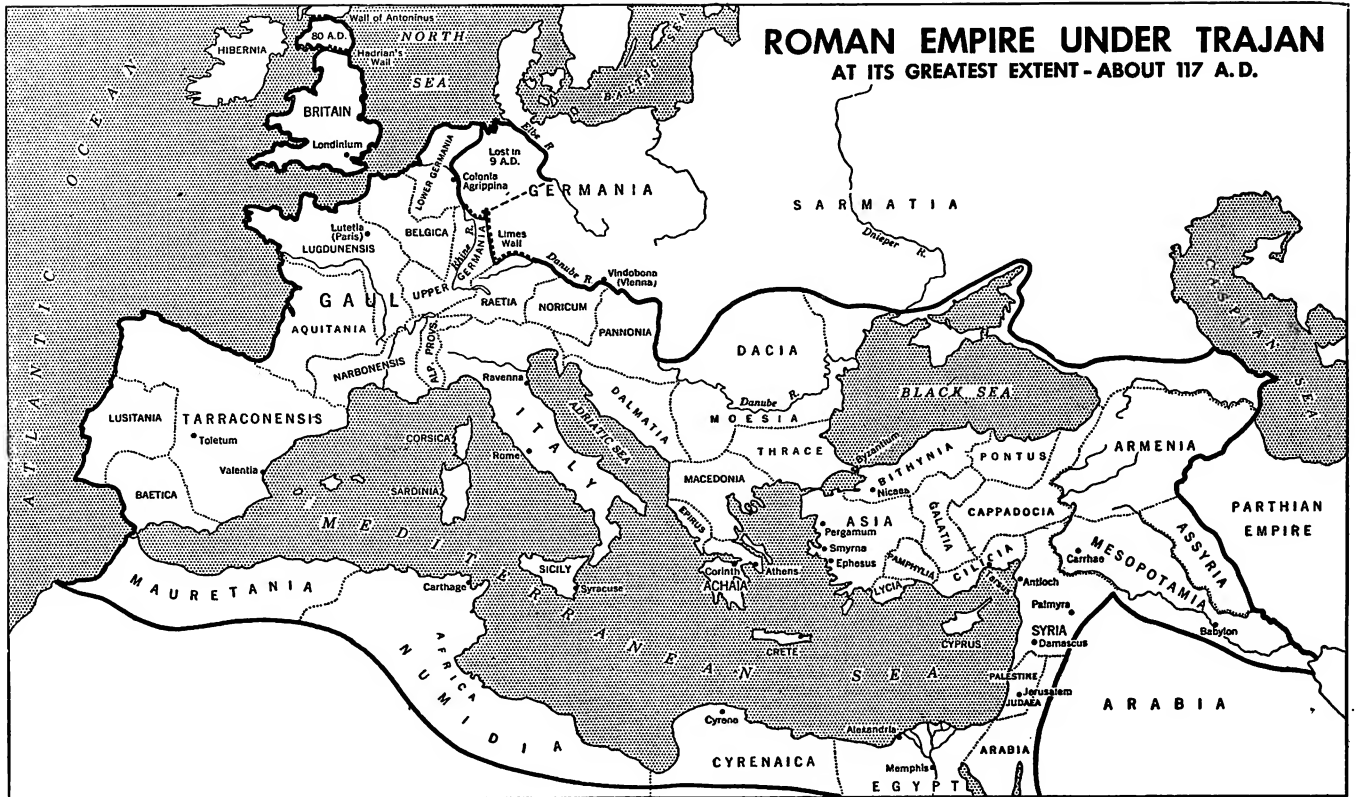 ROMAN EMPIRE UNDER TRAJAN
AT ITS GREATEST EXTENT - ABOUT 117 A.D.
Wall of Antoninus
80 A.D.
HIBERNIA
Hadrian's
Wall
NORTH
SEA
BALTIC SEA
BRITAIN
Londinium
ATLANTIC OCEAN
Elbe R.
Lost in
9 A.D.
LOWER GERMANIA
Colonia
Agrippina
GERMANIA
SARMATIA
Dnieper R.
Lutetia
(Paris)
LUGDUNENSIS
BELGICA
Rhine R.
UPPER GERMANIA
Limes
Wall
Danube R.
Vindobona
(Vienna)
GAUL
AQUITANIA
RAETIA
NORICUM
PANNONIA
NARBONENSIS
ALP. PROVS.
DACIA
CASPIAN SEA
Ravenna
ITALY
ADRIATIC SEA
DALMATIA
Danube R.
MOESIA
BLACK SEA
LUSITANIA
TARRACONENSIS
Toletum
Valentia
BAETICA
CORSICA
Rome
SARDINIA
THRACE
Byzantium
MACEDONIA
EPIRUS
BITHYNIA
Nicaea
PONTUS
ARMENIA
ASIA
Pergamum
Smyrna
Ephesus
GALATIA
CAPPADOCIA
PARTHIAN
EMPIRE
AMPHYLIA
LYCIA
CILICIA
Tarsus
Carrhae
MESOPOTAMIA
ASSYRIA
Babylon
MEDITERRANEAN SEA
MAURETANIA
Carthage
SICILY
Syracuse
Corinth
ACHAIA
Athens
CRETE
CYPRUS
Antioch
Palmyra
SYRIA
Damascus
PALESTINE
Jerusalem
JUDAEA
ARABIA
AFRICA
NUMIDIA
Cyrene
CYRENAICA
Alexandria
Memphis
EGYPT
ARABIA